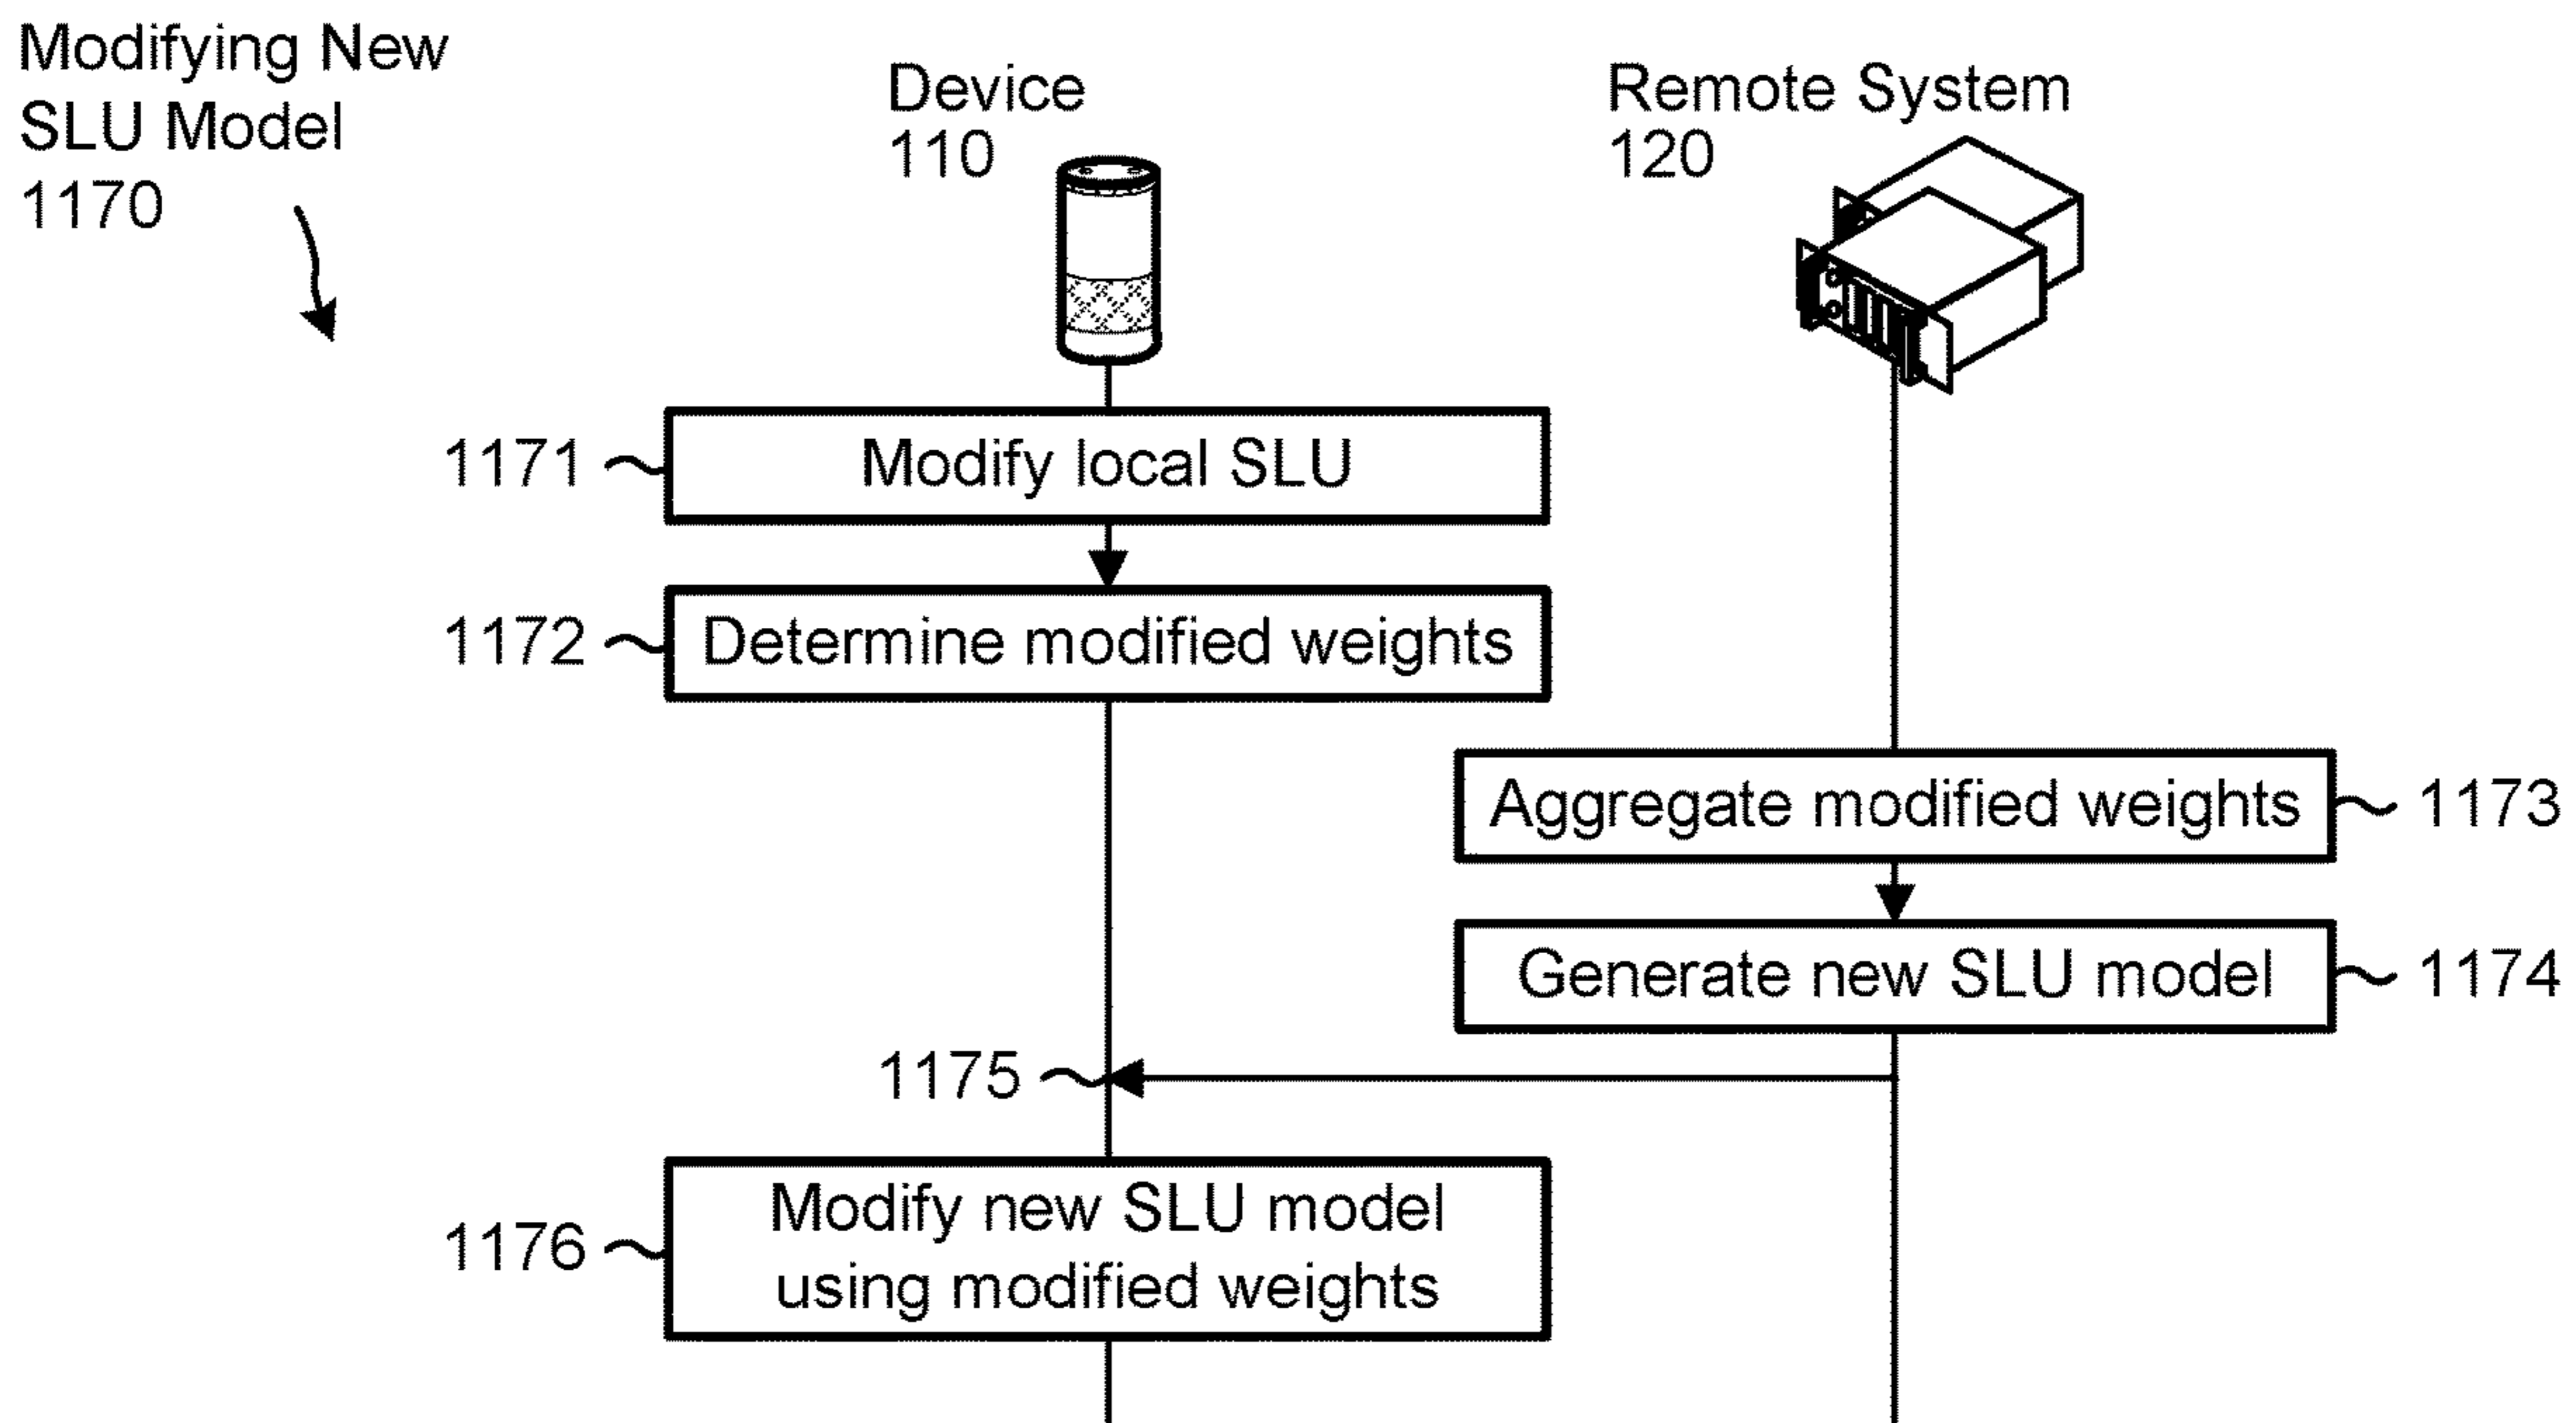 Modifying New
SLU Model
1170
Device
110
Remote System
120
1171
Modify local SLU
1172
Determine modified weights
Aggregate modified weights
1173
Generate new SLU model
1174
1175
1176
Modify new SLU model
using modified weights